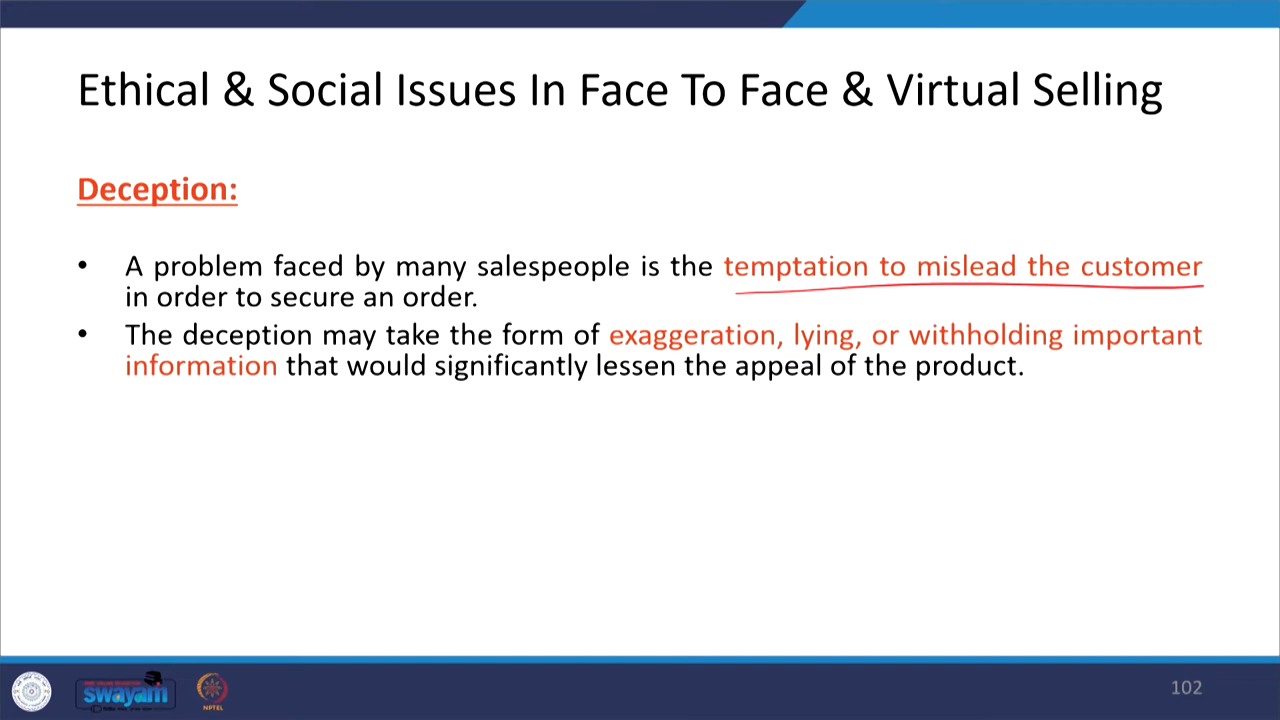 Ethical & Social Issues In Face To Face & Virtual Selling
Deception:
• A problem faced by many salespeople is the temptation to mislead the customer
in order to secure an order.
• The deception may take the form of exaggeration, lying, or withholding important
information that would significantly lessen the appeal of the product.
swayam
NPTEL
102